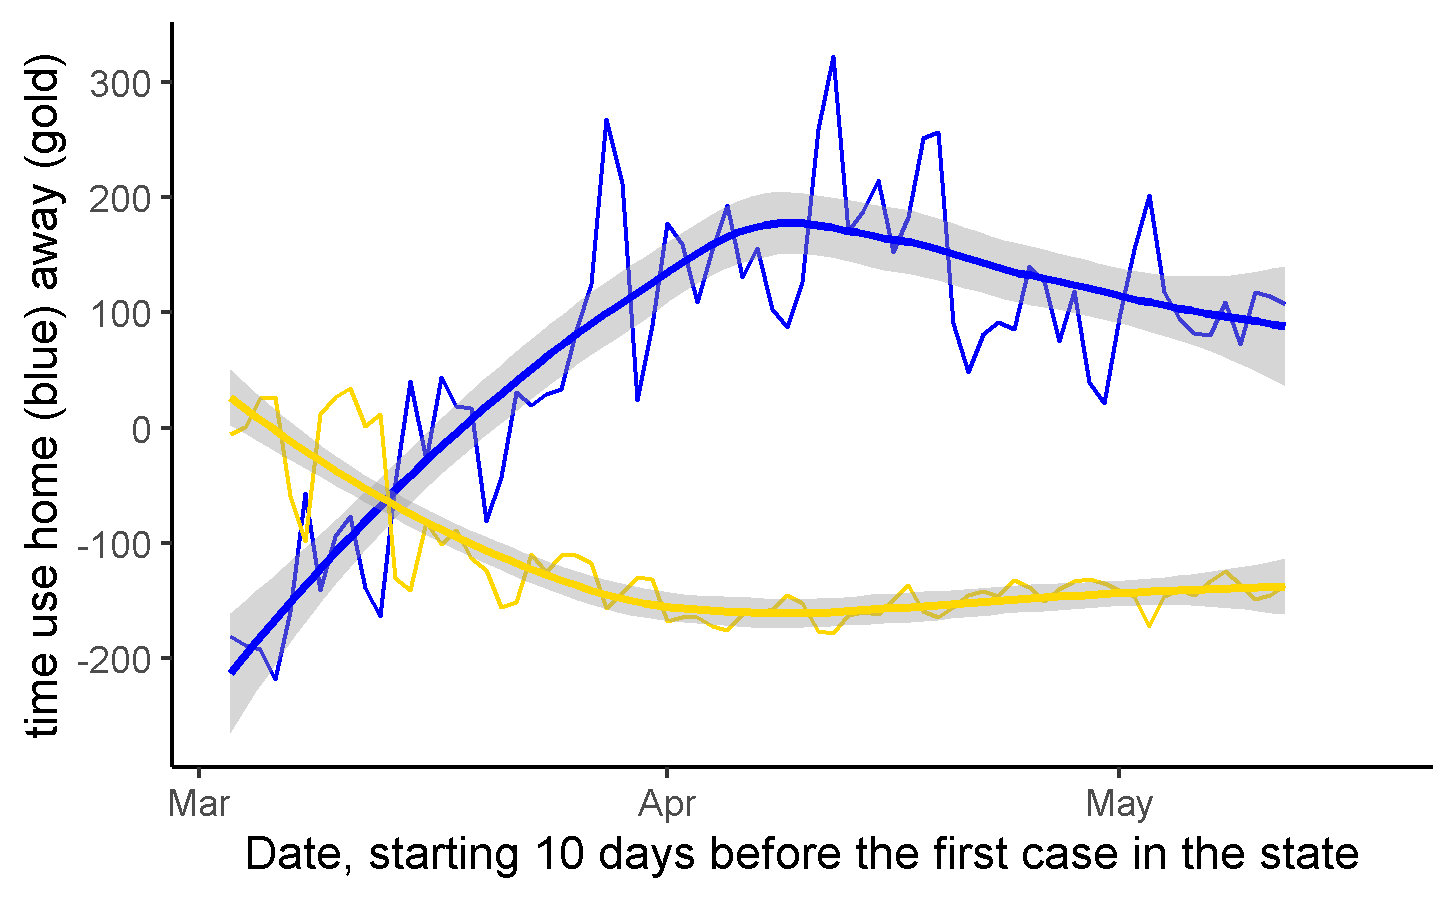 time use home (blue) away (gold)
300
200
100
0
-100
-200
Mar
Apr
May
Date, starting 10 days before the first case in the state